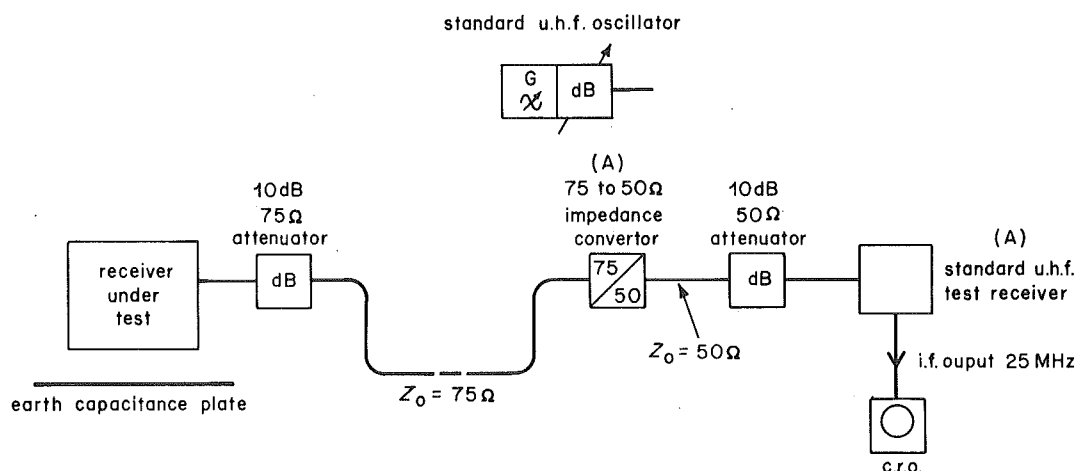 standard u.h.f. oscillator
G
dB
(A)
75 to 50Ω
impedance
convertor
10dB
75Ω
attenuator
10dB
50Ω
attenuator
(A)
standard u.h.f.
test receiver
receiver
under
test
dB
75
50
dB
Z₀ = 50Ω
Z₀ = 75Ω
i.f. ouput 25 MHz
earth capacitance plate
c.r.o.